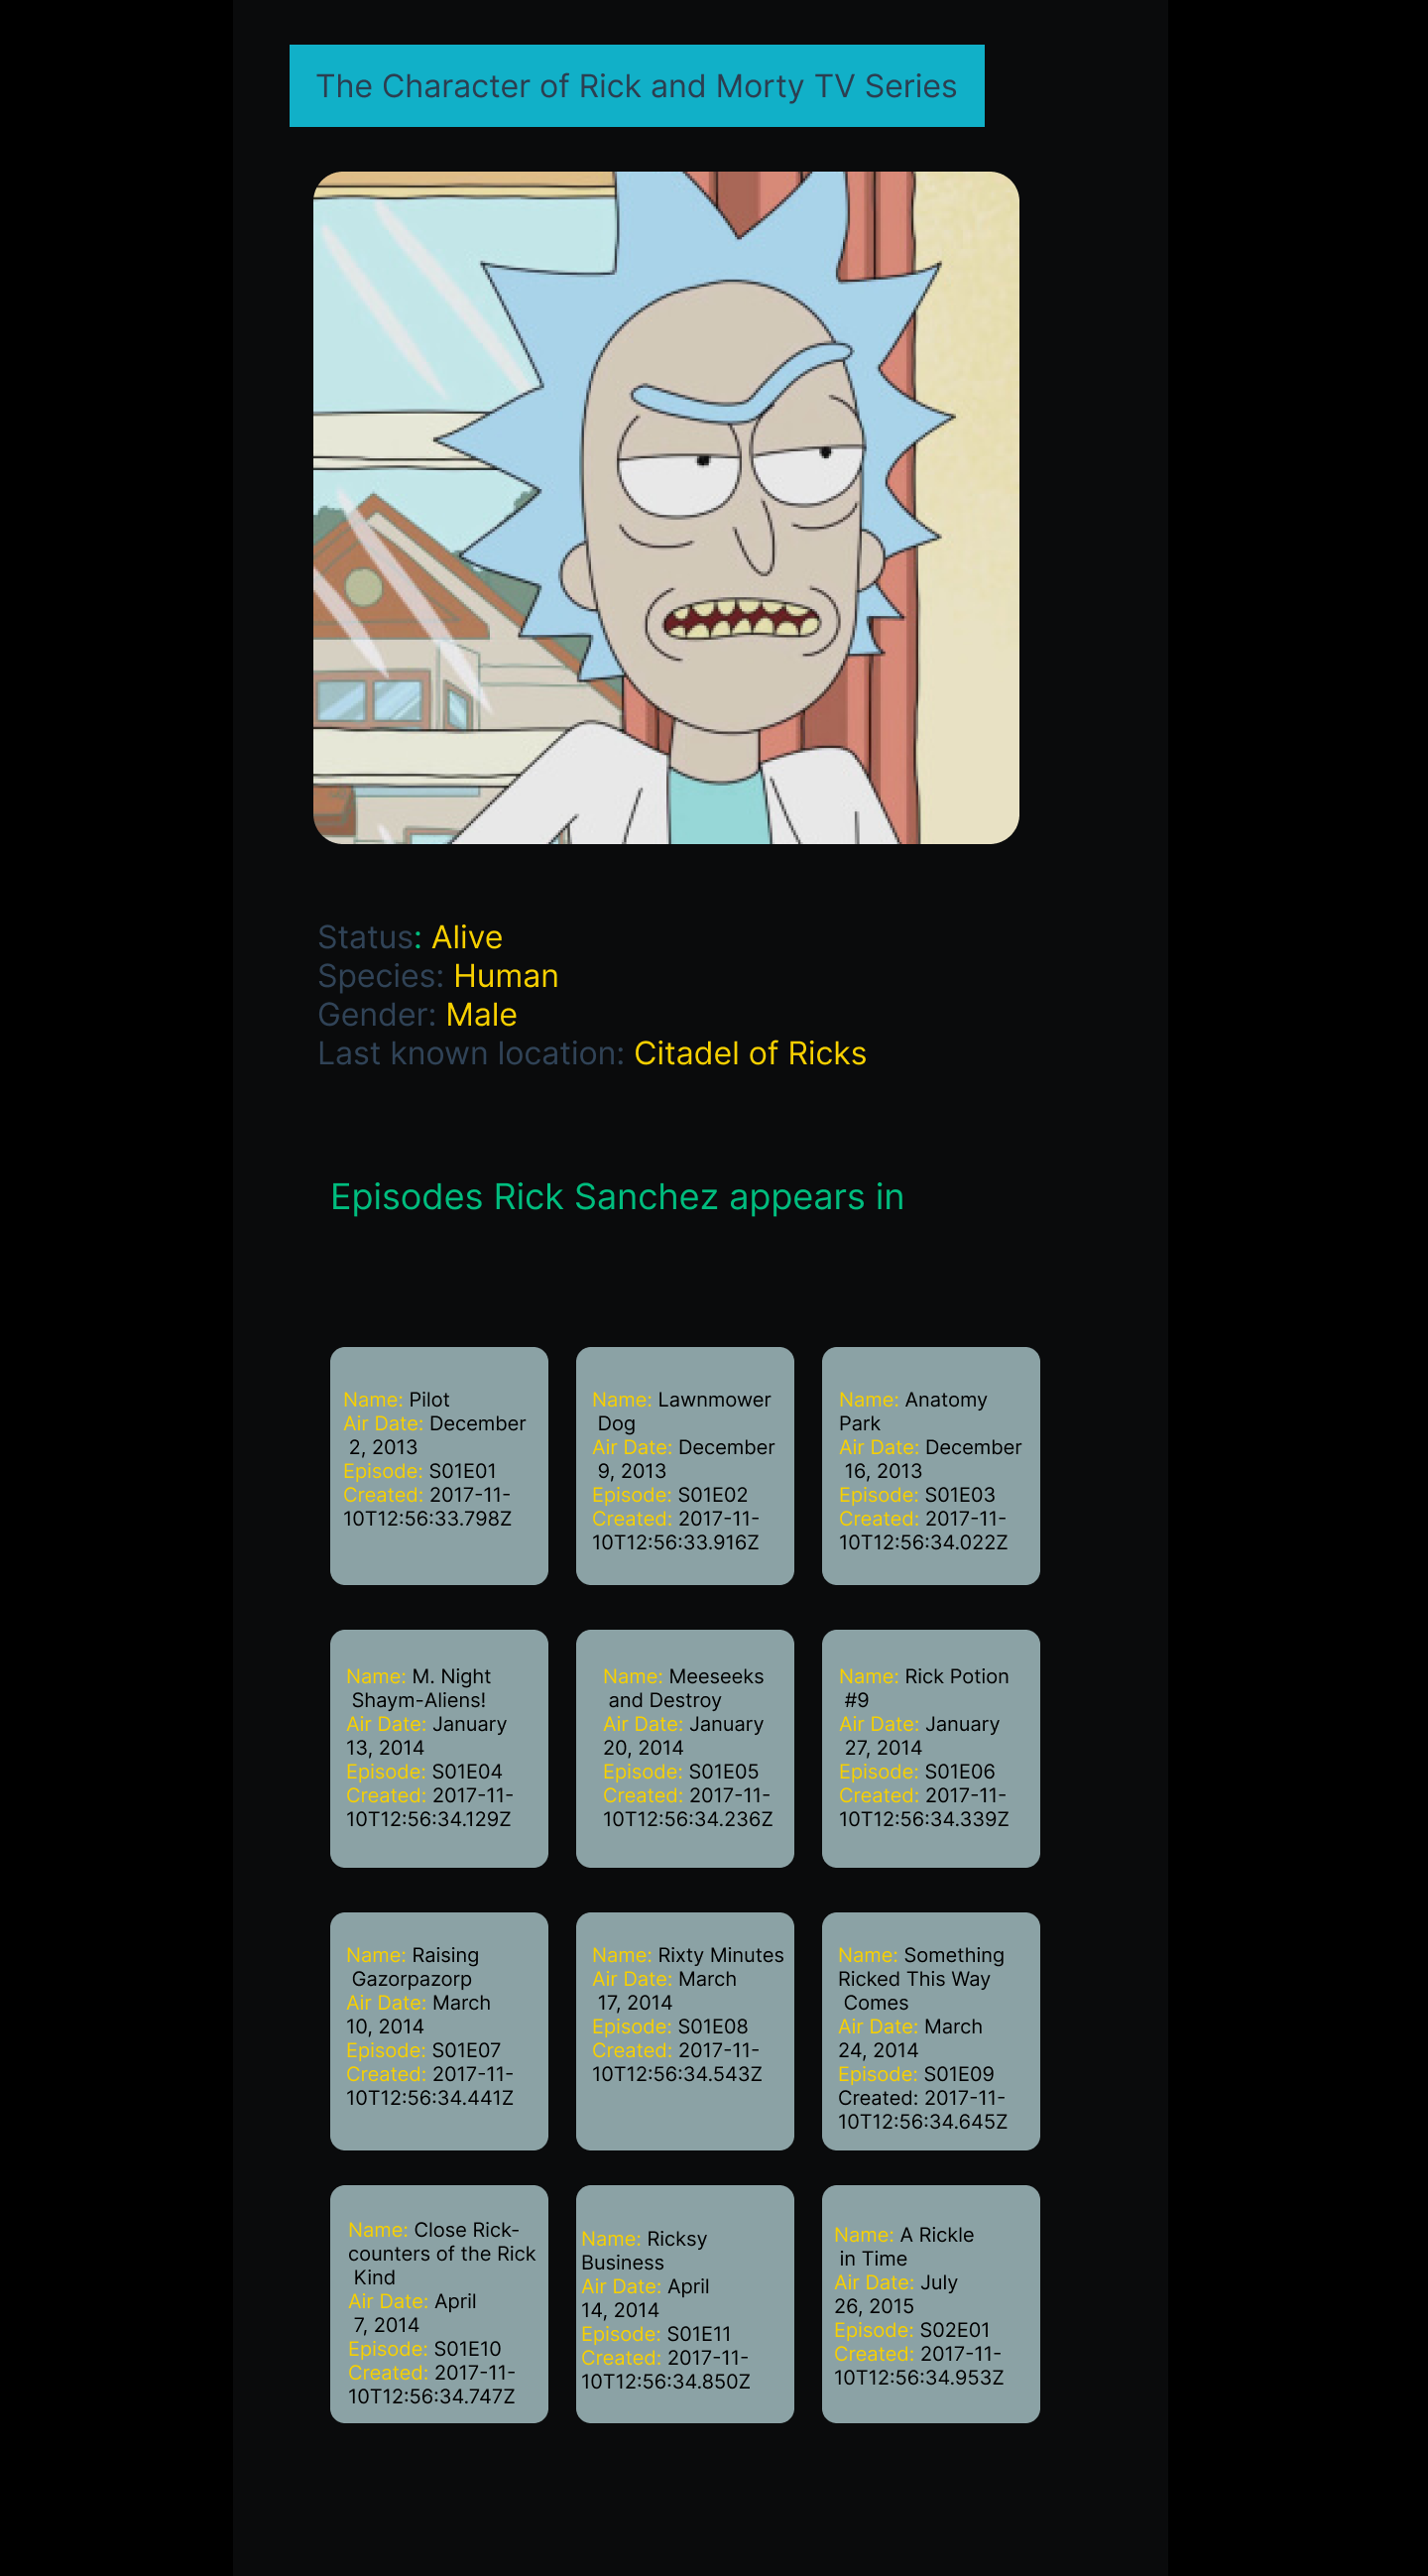 The Character of Rick and Morty TV Series
Status: Alive
Species: Human
Gender: Male
Last known location: Citadel of Ricks
Episodes Rick Sanchez appears in
Name: Pilot
Air Date: December
2, 2013
Episode: S01E01
Created: 2017-11-
10T12:56:33.798Z
Name: Lawnmower
Dog
Air Date: December
9, 2013
Episode: S01E02
Created: 2017-11-
10T12:56:33.916Z
Name: Anatomy
Park
Air Date: December
16, 2013
Episode: S01E03
Created: 2017-11-
10T12:56:34.022Z
Name: M. Night
Shaym-Aliens!
Air Date: January
13, 2014
Episode: S01E04
Created: 2017-11-
10T12:56:34.129Z
Name: Meeseeks
and Destroy
Air Date: January
20, 2014
Episode: S01E05
Created: 2017-11-
10T12:56:34.236Z
Name: Rick Potion
#9
Air Date: January
27, 2014
Episode: S01E06
Created: 2017-11-
10T12:56:34.339Z
Name: Raising
Gazorpazorp
Air Date: March
10, 2014
Episode: S01E07
Created: 2017-11-
10T12:56:34.441Z
Name: Rixty Minutes
Air Date: March
17, 2014
Episode: S01E08
Created: 2017-11-
10T12:56:34.543Z
Name: Something
Ricked This Way
Comes
Air Date: March
24, 2014
Episode: S01E09
Created: 2017-11-
10T12:56:34.645Z
Name: Close Rick-
counters of the Rick
Kind
Air Date: April
7, 2014
Episode: S01E10
Created: 2017-11-
10T12:56:34.747Z
Name: Ricksy
Business
Air Date: April
14, 2014
Episode: S01E11
Created: 2017-11-
10T12:56:34.850Z
Name: A Rickle
in Time
Air Date: July
26, 2015
Episode: S02E01
Created: 2017-11-
10T12:56:34.953Z